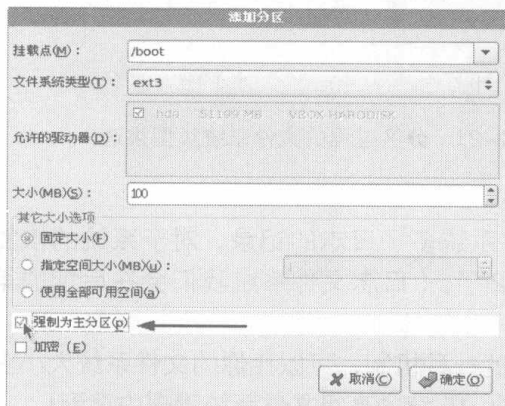 添加分区
挂载点(M)： /boot
文件系统类型(T)： ext3
允许的驱动器(D)：
hda 51199 MB VBOX HARDDISK
大小(MB)(S)： 100
其它大小选项
固定大小(F)
指定空间大小(MB)(u)：
使用全部可用空间(a)
强制为主分区(p)
加密 (E)
取消(C) 确定(O)